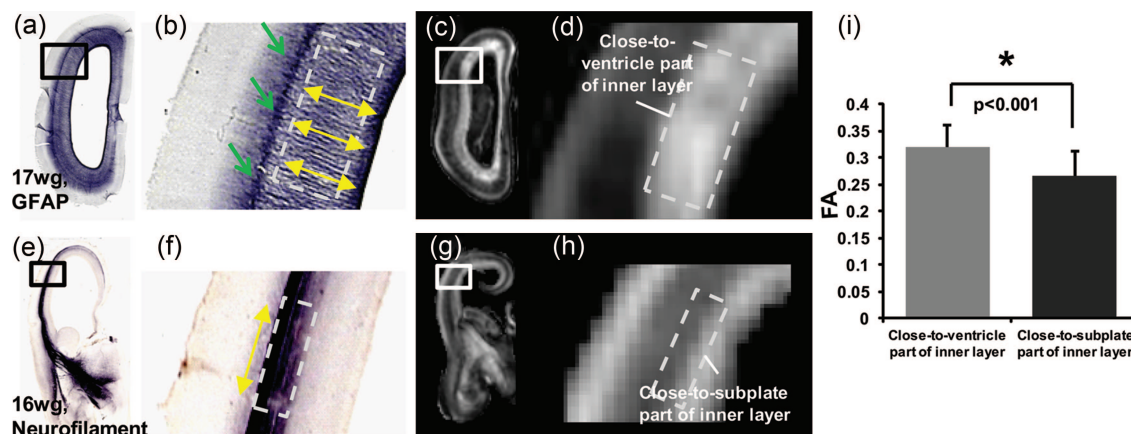 (a)
(b)
(c)
(d)
(i)
Close-to-
ventricle part
of inner layer
17wg,
GFAP
*
p<0.001
FA
0.4
0.35
0.3
0.25
0.2
0.15
0.1
0.05
0
Close-to-ventricle
part of inner layer
Close-to-subplate
part of inner layer
(e)
(f)
(g)
(h)
16wg,
Neurofilament
Close-to-subplate
part of inner layer